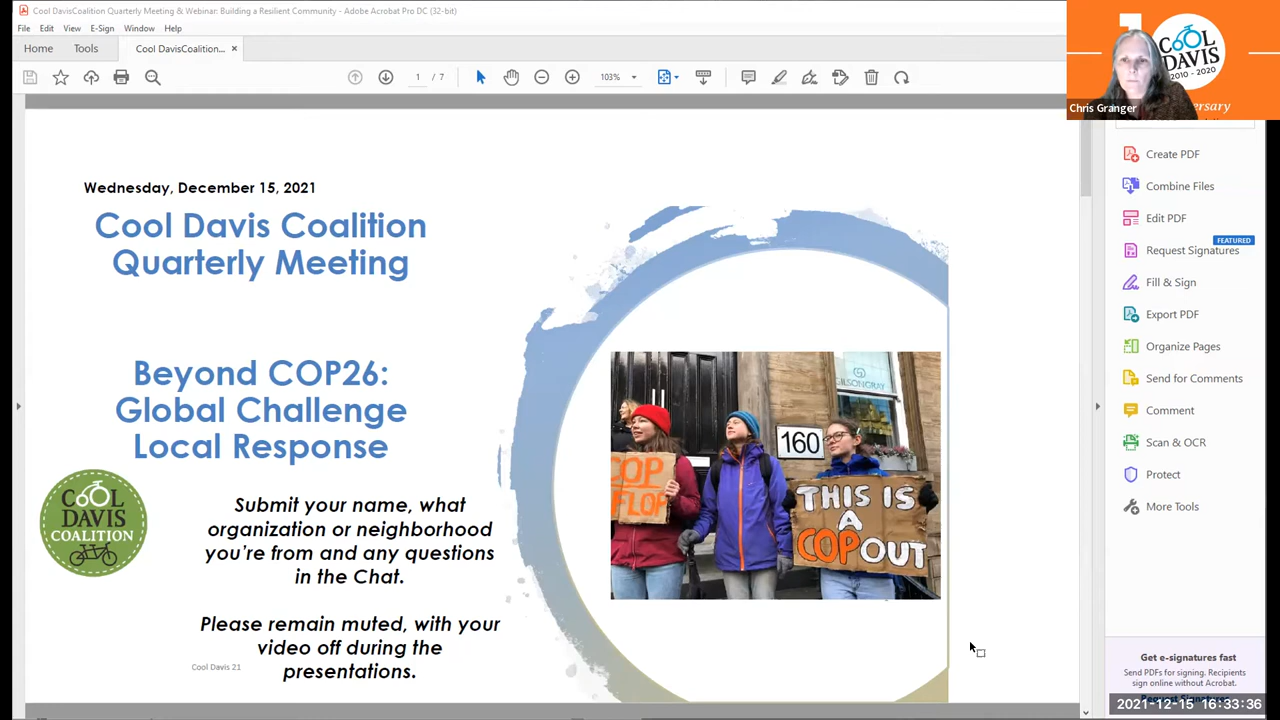 Cool DavisCoalition Quarterly Meeting & Webinar: Building a Resilient Community - Adobe Acrobat Pro DC (32-bit)
File Edit View E-Sign Window Help
Home Tools Cool DavisCoalition... ×
1 / 7 103%
COOL
DAVIS
2010 - 2020
Chris Granger
Create PDF
Combine Files
Edit PDF
FEATURED
Request Signatures
Fill & Sign
Export PDF
Organize Pages
Send for Comments
Comment
Scan & OCR
Protect
More Tools
Get e-signatures fast
Send PDFs for signing. Recipients
sign online without Acrobat.
2021-12-15 16:33:36
Wednesday, December 15, 2021
Cool Davis Coalition
Quarterly Meeting
Beyond COP26:
Global Challenge
Local Response
COOL
DAVIS
COALITION
Submit your name, what
organization or neighborhood
you're from and any questions
in the Chat.
Please remain muted, with your
video off during the
presentations.
Cool Davis 21
COP
FLOP
160
THIS IS
A
COPOUT